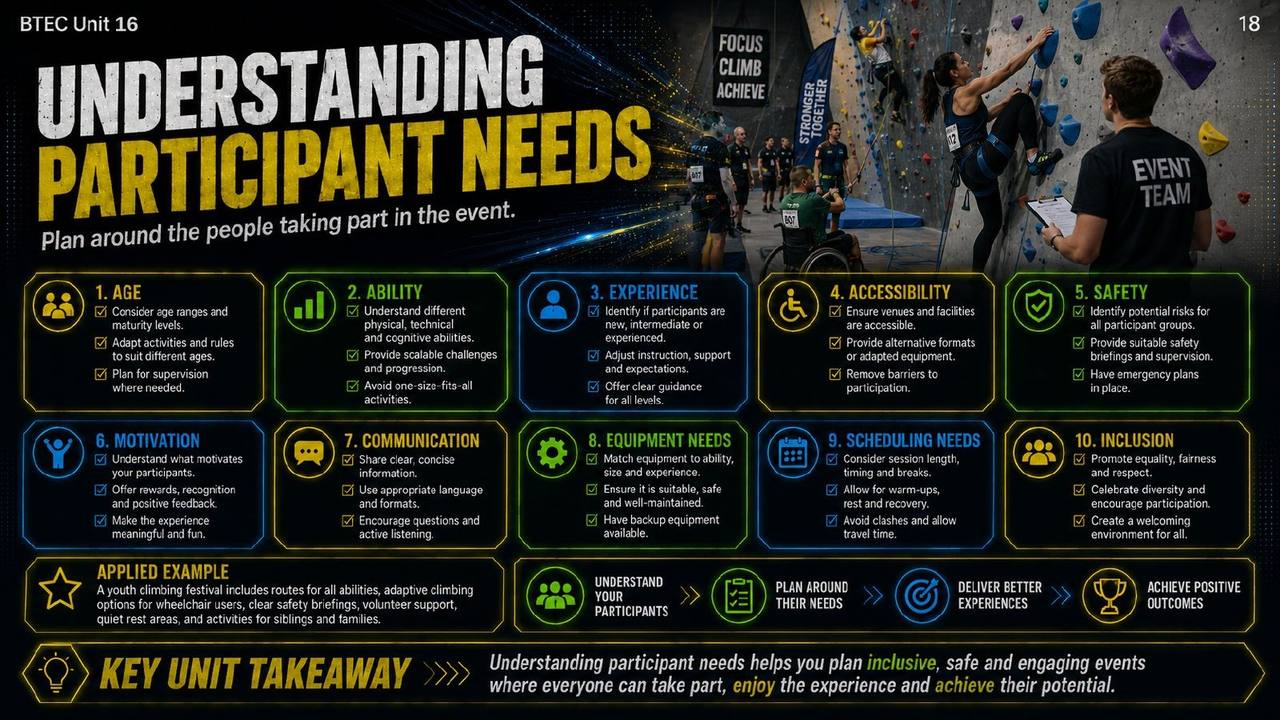 BTEC Unit 16
18
UNDERSTANDING
PARTICIPANT NEEDS
Plan around the people taking part in the event.
FOCUS
CLIMB
ACHIEVE
STRONGER
TOGETHER
EVENT
TEAM
807
1. AGE
Consider age ranges and
maturity levels.
Adapt activities and rules
to suit different ages.
Plan for supervision
where needed.
2. ABILITY
Understand different
physical, technical
and cognitive abilities.
Provide scalable challenges
and progression.
Avoid one-size-fits-all
activities.
3. EXPERIENCE
Identify if participants are
new, intermediate or
experienced.
Adjust instruction, support
and expectations.
Offer clear guidance
for all levels.
4. ACCESSIBILITY
Ensure venues and facilities
are accessible.
Provide alternative formats
or adapted equipment.
Remove barriers to
participation.
5. SAFETY
Identify potential risks for
all participant groups.
Provide suitable safety
briefings and supervision.
Have emergency plans
in place.
6. MOTIVATION
Understand what motivates
your participants.
Offer rewards, recognition
and positive feedback.
Make the experience
meaningful and fun.
7. COMMUNICATION
Share clear, concise
information.
Use appropriate language
and formats.
Encourage questions and
active listening.
8. EQUIPMENT NEEDS
Match equipment to ability,
size and experience.
Ensure it is suitable, safe
and well-maintained.
Have backup equipment
available.
9. SCHEDULING NEEDS
Consider session length,
timing and breaks.
Allow for warm-ups,
rest and recovery.
Avoid clashes and allow
travel time.
10. INCLUSION
Promote equality, fairness
and respect.
Celebrate diversity and
encourage participation.
Create a welcoming
environment for all.
APPLIED EXAMPLE
A youth climbing festival includes routes for all abilities, adaptive climbing
options for wheelchair users, clear safety briefings, volunteer support,
quiet rest areas, and activities for siblings and families.
UNDERSTAND
YOUR
PARTICIPANTS
PLAN AROUND
THEIR NEEDS
DELIVER BETTER
EXPERIENCES
ACHIEVE POSITIVE
OUTCOMES
KEY UNIT TAKEAWAY
Understanding participant needs helps you plan inclusive, safe and engaging events
where everyone can take part, enjoy the experience and achieve their potential.